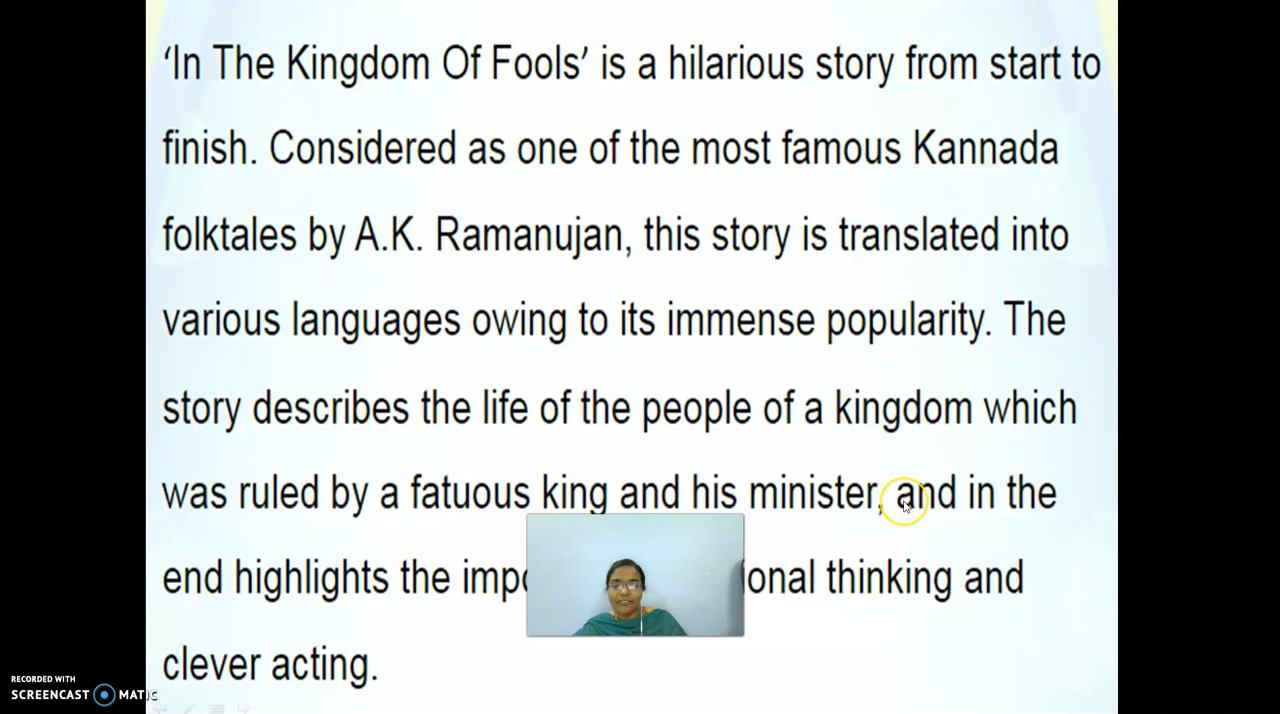 ‘In The Kingdom Of Fools’ is a hilarious story from start to
finish. Considered as one of the most famous Kannada
folktales by A.K. Ramanujan, this story is translated into
various languages owing to its immense popularity. The
story describes the life of the people of a kingdom which
was ruled by a fatuous king and his minister, and in the
end highlights the thinking and
clever acting.
RECORDED WITH
SCREENCAST MATIC